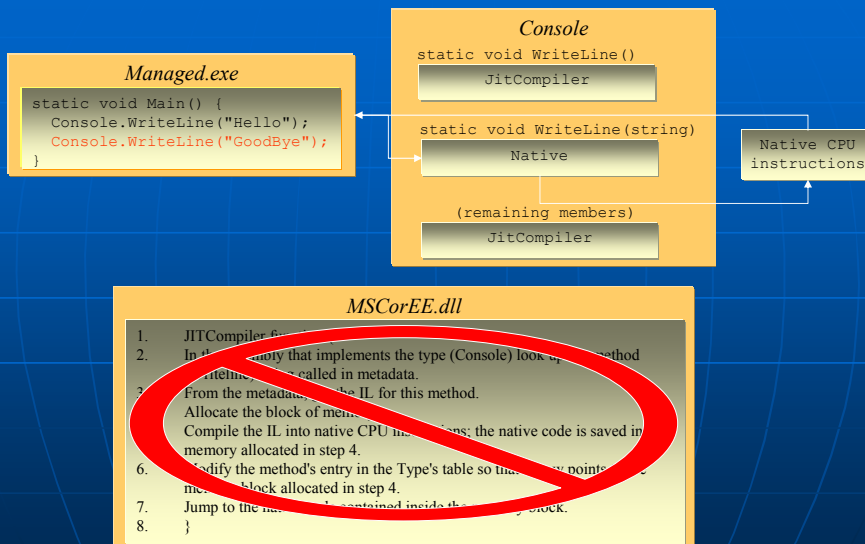 Managed.exe
static void Main() {
Console.WriteLine("Hello");
Console.WriteLine("GoodBye");
}
Console
static void WriteLine()
JitCompiler
static void WriteLine(string)
Native
(remaining members)
JitCompiler
Native CPU
instructions
MSCorEE.dll
1. JITCompiler
2. In the that implements the type (Console) look method
called in metadata.
3. From the metadata, the IL for this method.
Allocate the block of
Compile the IL into native CPU the native code is saved in
memory allocated in step 4.
6. Modify the method's entry in the Type's table so that points
block allocated in step 4.
7. Jump to the contained inside the block.
8. }